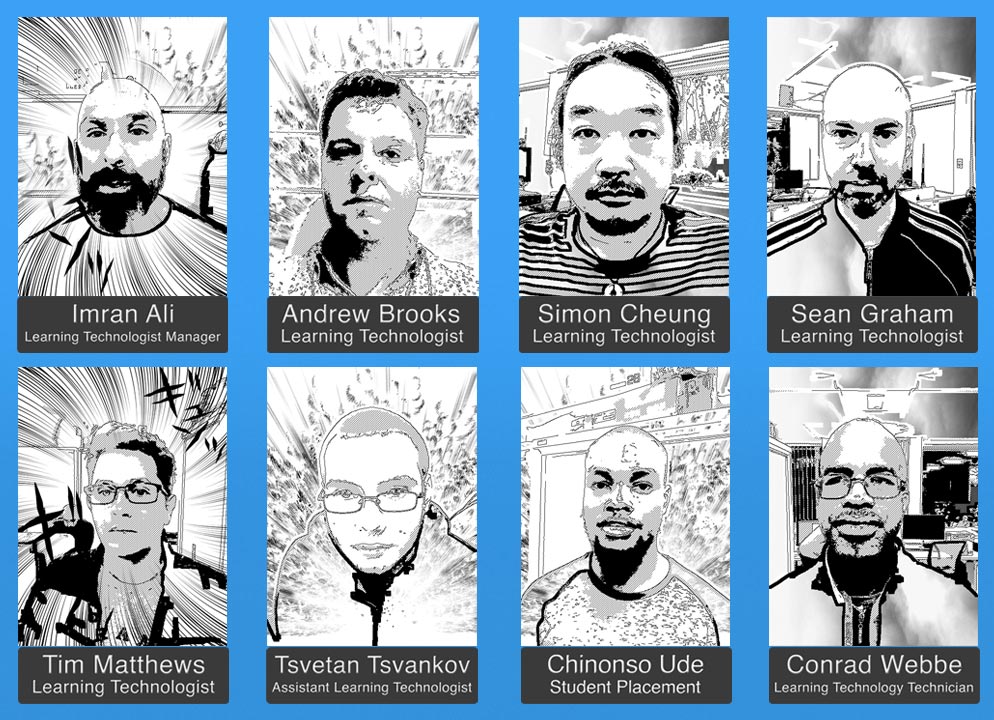 Imran Ali
Learning Technologist Manager
Andrew Brooks
Learning Technologist
Simon Cheung
Learning Technologist
Sean Graham
Learning Technologist
Tim Matthews
Learning Technologist
Tsvetan Tsvankov
Assistant Learning Technologist
Chinonso Ude
Student Placement
Conrad Webbe
Learning Technology Technician